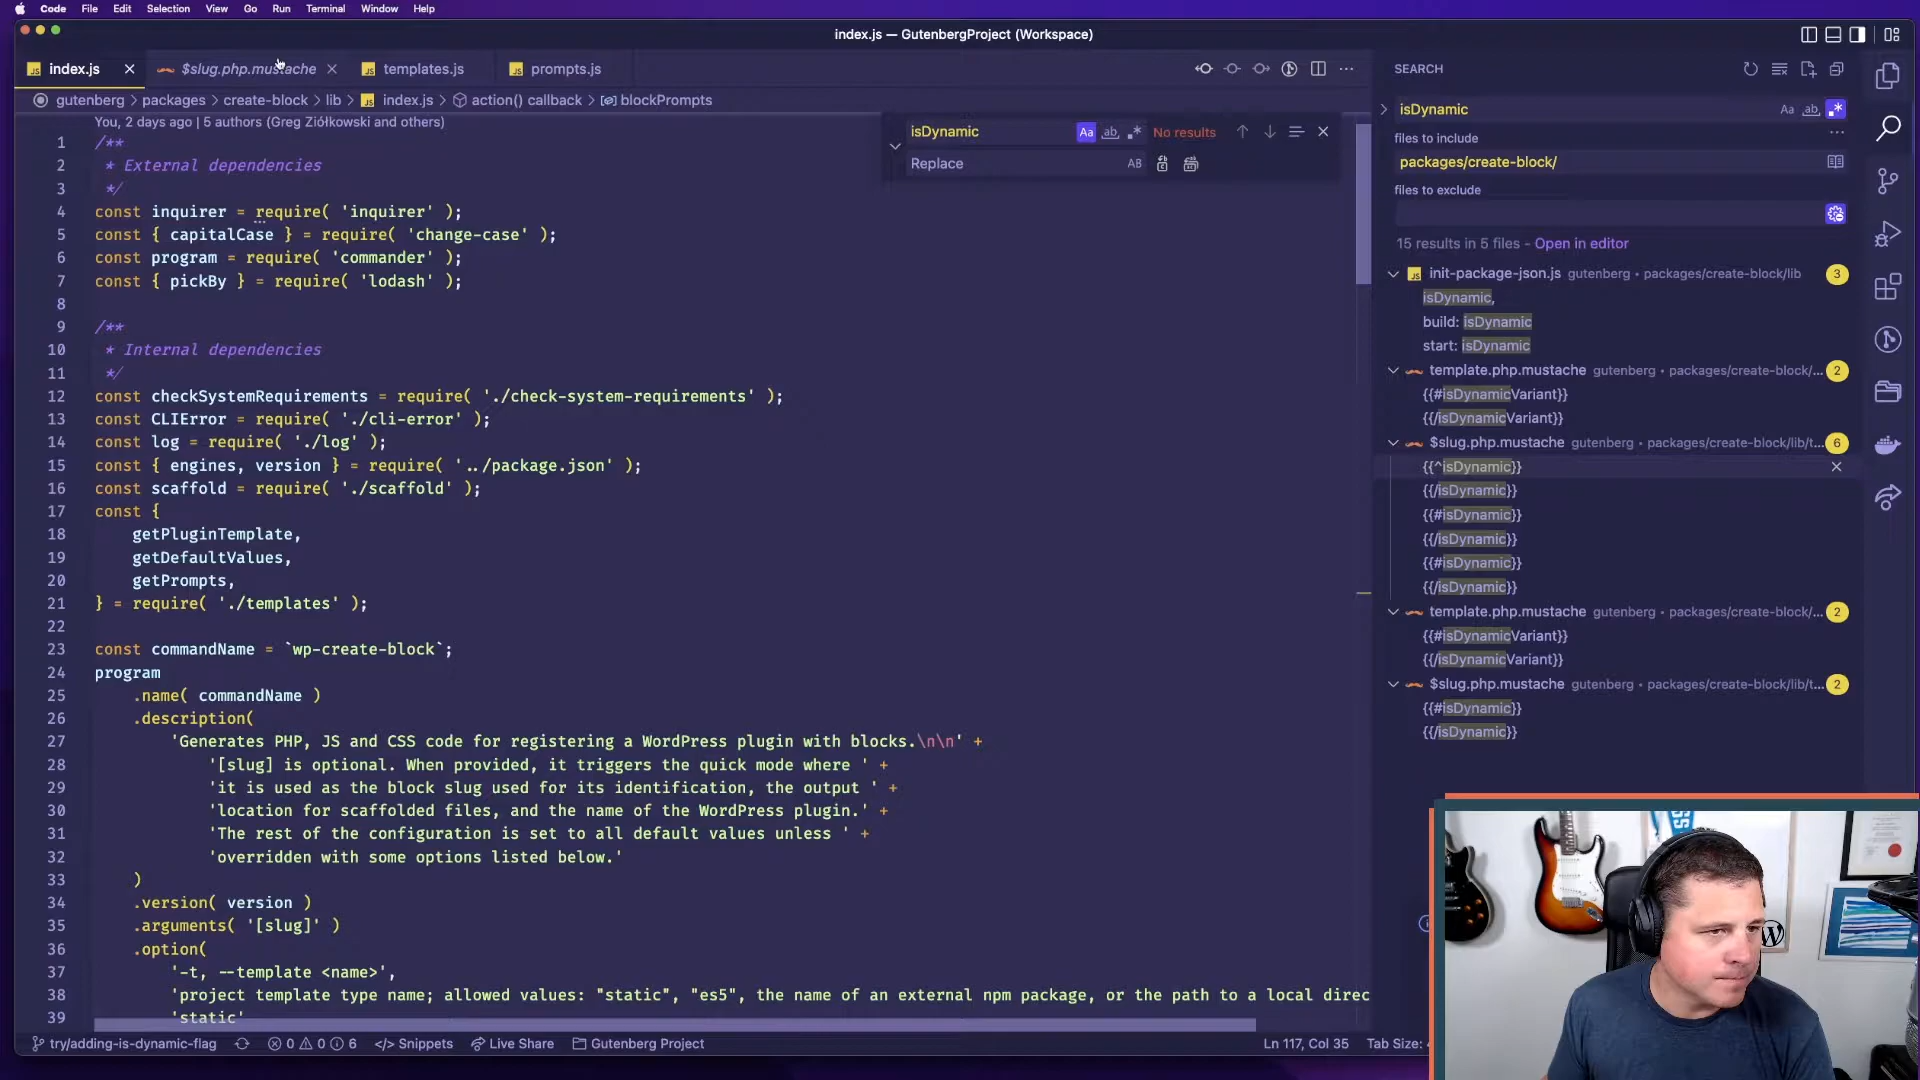 Code File Edit Selection View Go Run Terminal Window Help
index.js — GutenbergProject (Workspace)
index.js $slug.php.mustache templates.js prompts.js
gutenberg > packages > create-block > lib > index.js > action() callback > blockPrompts
You, 2 days ago | 5 authors (Greg Ziółkowski and others)
1 /**
2 * External dependencies
3 */
4 const inquirer = require( 'inquirer' );
5 const { capitalCase } = require( 'change-case' );
6 const program = require( 'commander' );
7 const { pickBy } = require( 'lodash' );
8
9 /**
10 * Internal dependencies
11 */
12 const checkSystemRequirements = require( './check-system-requirements' );
13 const CLIError = require( './cli-error' );
14 const log = require( './log' );
15 const { engines, version } = require( '../package.json' );
16 const scaffold = require( './scaffold' );
17 const {
18 getPluginTemplate,
19 getDefaultValues,
20 getPrompts,
21 } = require( './templates' );
22
23 const commandName = `wp-create-block`;
24 program
25 .name( commandName )
26 .description(
27 'Generates PHP, JS and CSS code for registering a WordPress plugin with blocks.\n\n' +
28 '[slug] is optional. When provided, it triggers the quick mode where ' +
29 'it is used as the block slug used for its identification, the output ' +
30 'location for scaffolded files, and the name of the WordPress plugin.' +
31 'The rest of the configuration is set to all default values unless ' +
32 'overridden with some options listed below.'
33 )
34 .version( version )
35 .arguments( '[slug]' )
36 .option(
37 '-t, --template <name>',
38 'project template type name; allowed values: "static", "es5", the name of an external npm package, or the path to a local direc
39 'static'
isDynamic Aa ab No results
Replace AB
SEARCH
isDynamic Aa ab
files to include
packages/create-block/
files to exclude
15 results in 5 files - Open in editor
init-package-json.js gutenberg • packages/create-block/lib 3
isDynamic,
build: isDynamic
start: isDynamic
template.php.mustache gutenberg • packages/create-block/... 2
{{#isDynamicVariant}}
{{/isDynamicVariant}}
$slug.php.mustache gutenberg • packages/create-block/lib/t... 6
{{^isDynamic}}
{{/isDynamic}}
{{#isDynamic}}
{{/isDynamic}}
{{#isDynamic}}
{{/isDynamic}}
template.php.mustache gutenberg • packages/create-block/... 2
{{#isDynamicVariant}}
{{/isDynamicVariant}}
$slug.php.mustache gutenberg • packages/create-block/lib/t... 2
{{#isDynamic}}
{{/isDynamic}}
try/adding-is-dynamic-flag 0 0 6 </> Snippets Live Share Gutenberg Project Ln 117, Col 35 Tab Size: